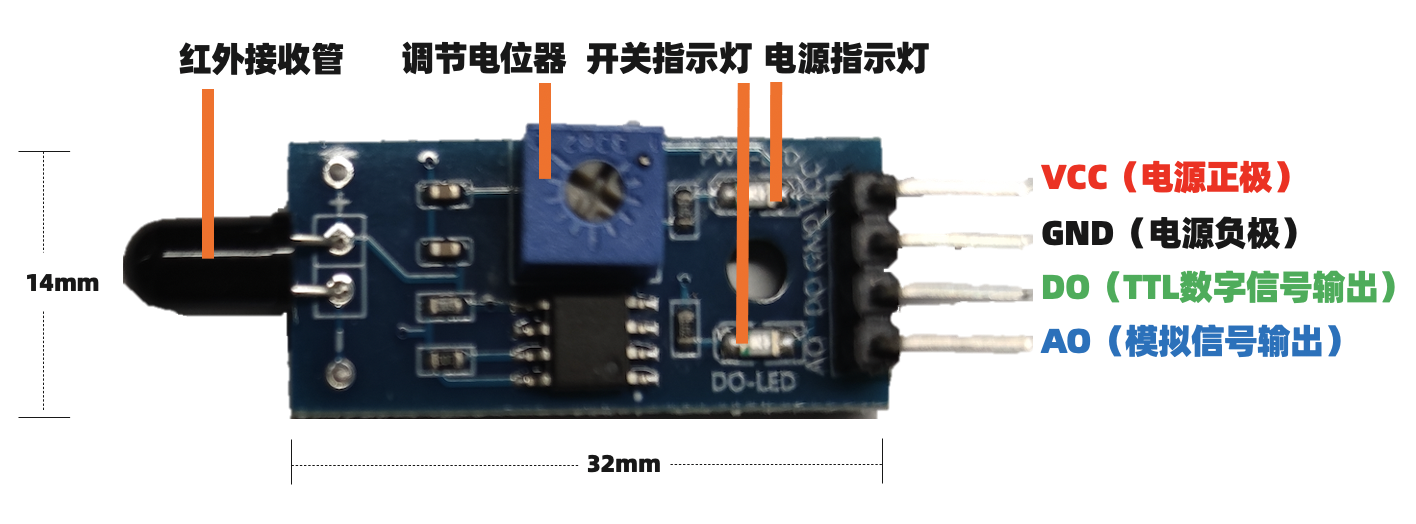 红外接收管
调节电位器
开关指示灯
电源指示灯
3362
VCC（电源正极）
GND（电源负极）
DO（TTL数字信号输出）
AO（模拟信号输出）
VCC
GND
DO
AO
+
-
DO-LED
14mm
32mm